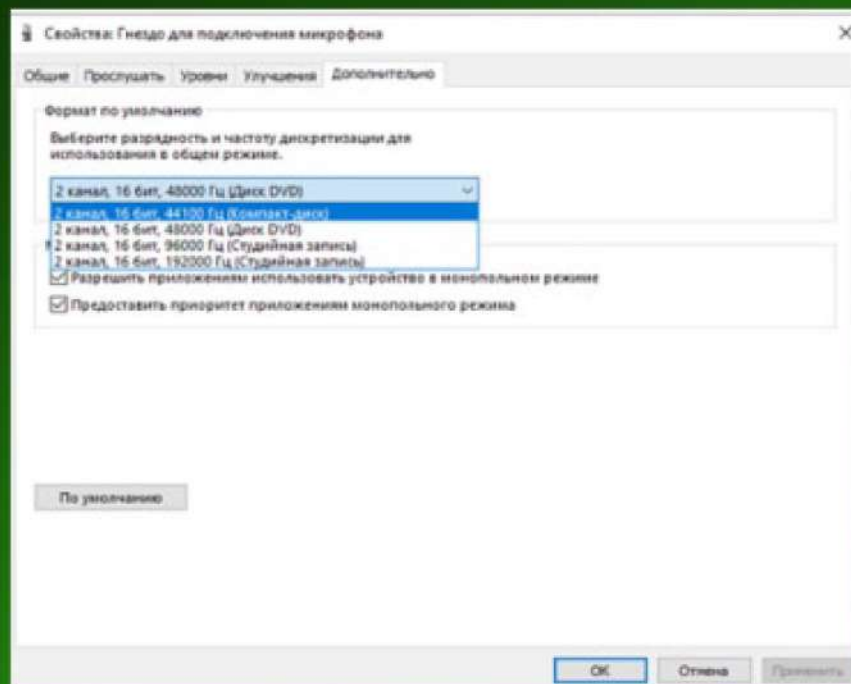 Свойства: Гнездо для подключения микрофона
Общие Прослушать Уровни Улучшения Дополнительно
Формат по умолчанию
Выберите разрядность и частоту дискретизации для
использования в общем режиме.
2 канал, 16 бит, 48000 Гц (Диск DVD)
2 канал, 16 бит, 44100 Гц (Компакт-диск)
2 канал, 16 бит, 48000 Гц (Диск DVD)
2 канал, 16 бит, 96000 Гц (Студийная запись)
2 канал, 16 бит, 192000 Гц (Студийная запись)
Разрешить приложениям использовать устройство в монопольном режиме
Предоставить приоритет приложениям монопольного режима
По умолчанию
OK Отмена Применить